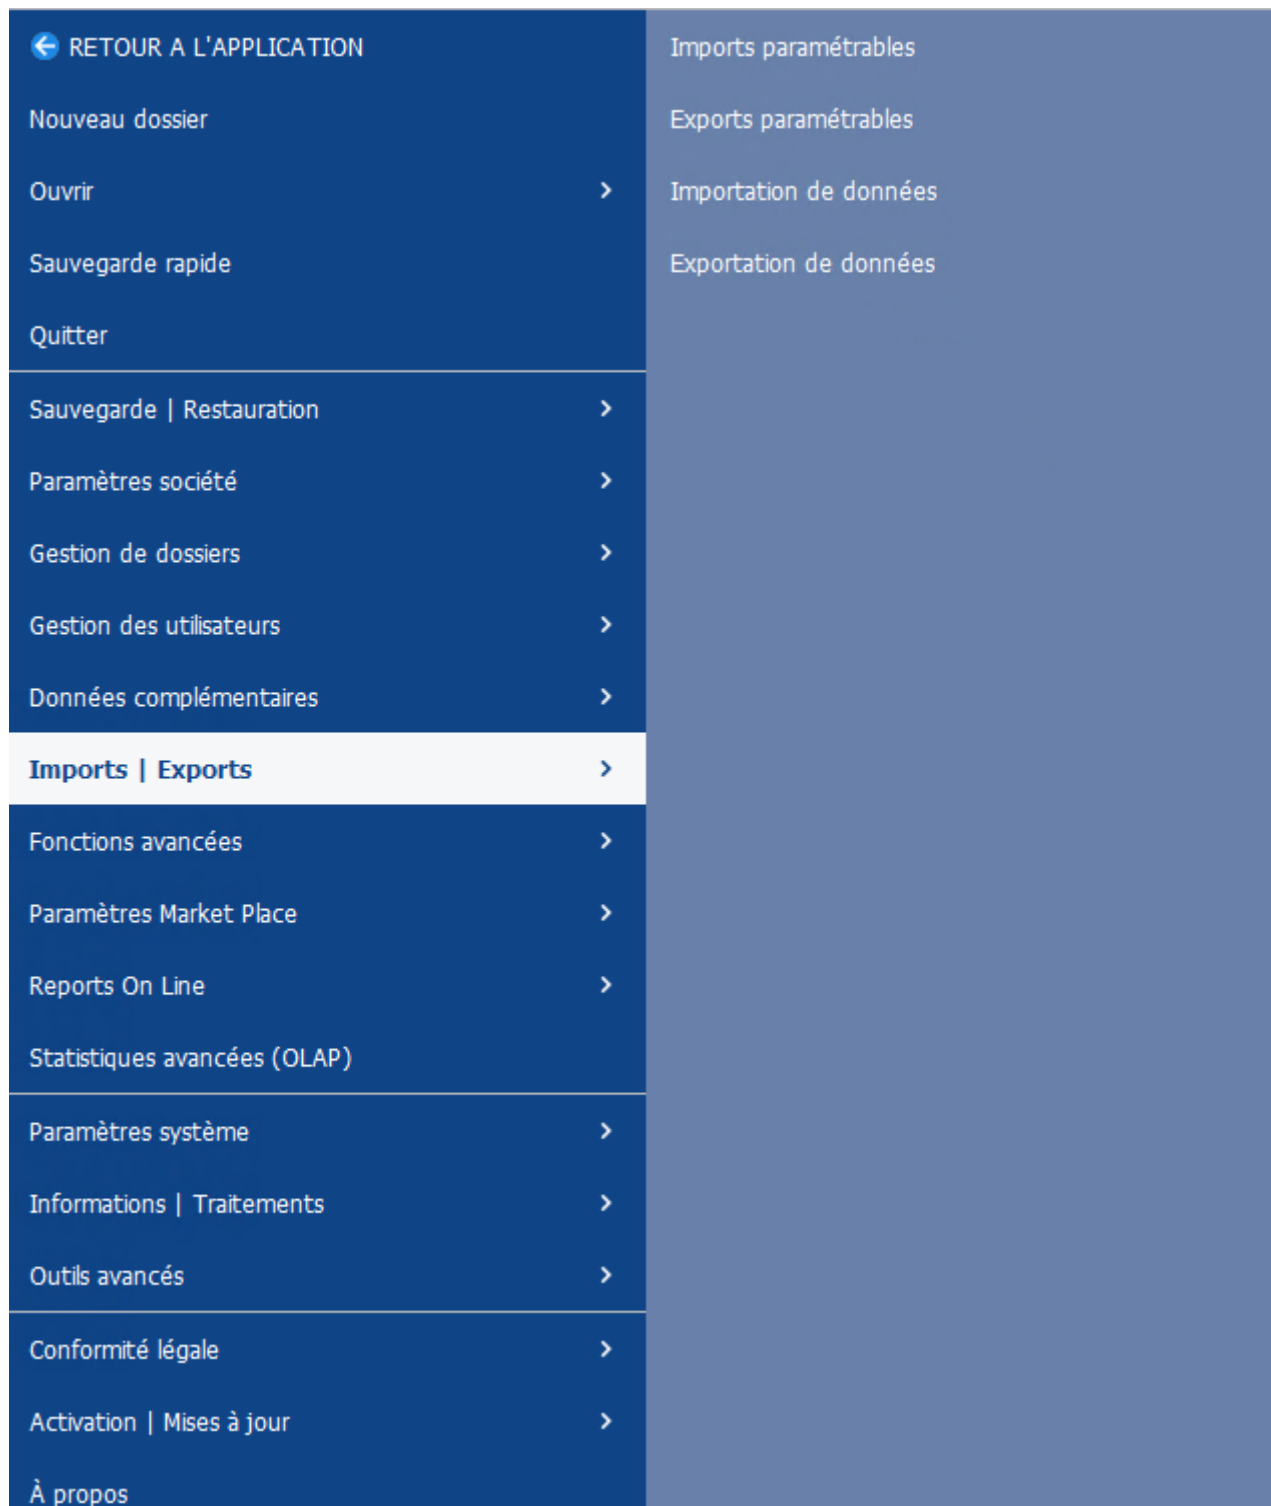 RETOUR A L'APPLICATION
Nouveau dossier
Ouvrir
Sauvegarde rapide
Quitter
Sauvegarde | Restauration
Paramètres société
Gestion de dossiers
Gestion des utilisateurs
Données complémentaires
Imports | Exports
Fonctions avancées
Paramètres Market Place
Reports On Line
Statistiques avancées (OLAP)
Paramètres système
Informations | Traitements
Outils avancés
Conformité légale
Activation | Mises à jour
À propos
Imports paramétrables
Exports paramétrables
Importation de données
Exportation de données